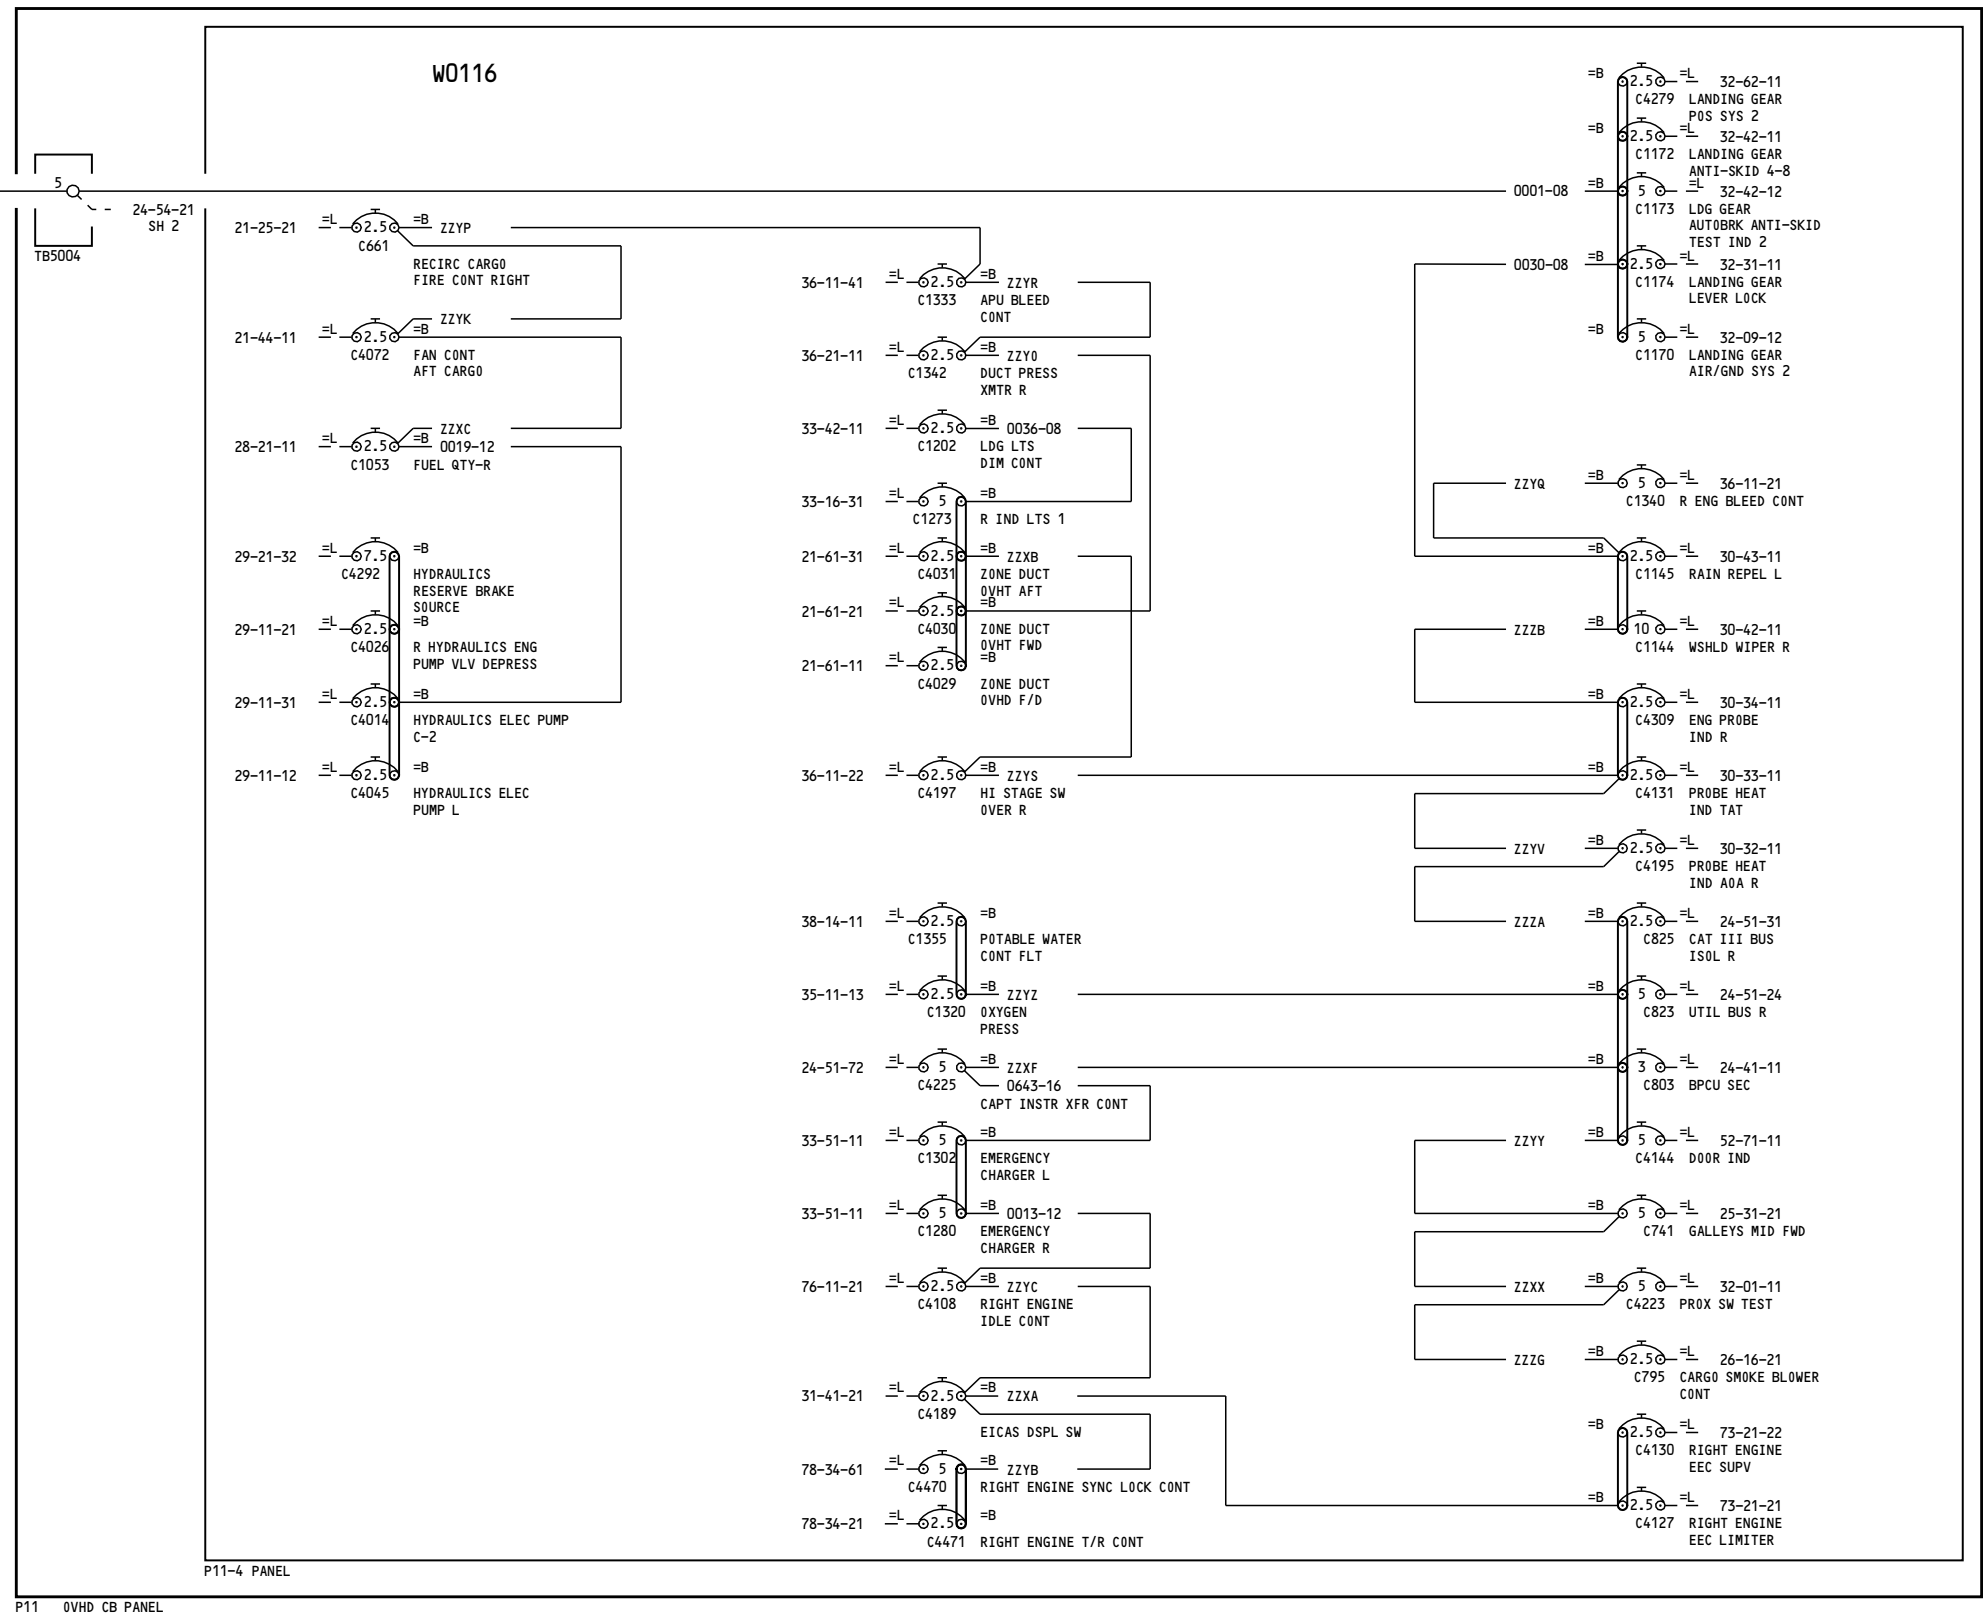 W0116
5
24-54-21
SH 2
TB5004
21-25-21 =L 2.5 =B ZZYP
C661
RECIRC CARGO
FIRE CONT RIGHT
ZZYK
21-44-11 =L 2.5 =B
C4072 FAN CONT
AFT CARGO
ZZXC
28-21-11 =L 2.5 =B 0019-12
C1053 FUEL QTY-R
29-21-32 =L 7.5 =B
C4292 HYDRAULICS
RESERVE BRAKE
SOURCE
29-11-21 =L 2.5 =B
C4026 R HYDRAULICS ENG
PUMP VLV DEPRESS
29-11-31 =L 2.5 =B
C4014 HYDRAULICS ELEC PUMP
C-2
29-11-12 =L 2.5 =B
C4045 HYDRAULICS ELEC
PUMP L
36-11-41 =L 2.5 =B ZZYR
C1333 APU BLEED
CONT
36-21-11 =L 2.5 =B ZZYO
C1342 DUCT PRESS
XMTR R
33-42-11 =L 2.5 =B 0036-08
C1202 LDG LTS
DIM CONT
33-16-31 =L 5 =B
C1273 R IND LTS 1
21-61-31 =L 2.5 =B ZZXB
C4031 ZONE DUCT
OVHT AFT
21-61-21 =L 2.5 =B
C4030 ZONE DUCT
OVHT FWD
21-61-11 =L 2.5 =B
C4029 ZONE DUCT
OVHD F/D
36-11-22 =L 2.5 =B ZZYS
C4197 HI STAGE SW
OVER R
38-14-11 =L 2.5 =B
C1355 POTABLE WATER
CONT FLT
35-11-13 =L 2.5 =B ZZYZ
C1320 OXYGEN
PRESS
24-51-72 =L 5 =B ZZXF
C4225 0643-16
CAPT INSTR XFR CONT
33-51-11 =L 5 =B
C1302 EMERGENCY
CHARGER L
33-51-11 =L 5 =B 0013-12
C1280 EMERGENCY
CHARGER R
76-11-21 =L 2.5 =B ZZYC
C4108 RIGHT ENGINE
IDLE CONT
31-41-21 =L 2.5 =B ZZXA
C4189
EICAS DSPL SW
78-34-61 =L 5 =B ZZYB
C4470 RIGHT ENGINE SYNC LOCK CONT
78-34-21 =L 2.5 =B
C4471 RIGHT ENGINE T/R CONT
=B 2.5 =L 32-62-11
C4279 LANDING GEAR
POS SYS 2
=B 2.5 =L 32-42-11
C1172 LANDING GEAR
ANTI-SKID 4-8
0001-08 =B 5 =L 32-42-12
C1173 LDG GEAR
AUTOBRK ANTI-SKID
TEST IND 2
0030-08 =B 2.5 =L 32-31-11
C1174 LANDING GEAR
LEVER LOCK
=B 5 =L 32-09-12
C1170 LANDING GEAR
AIR/GND SYS 2
ZZYQ =B 5 =L 36-11-21
C1340 R ENG BLEED CONT
=B 2.5 =L 30-43-11
C1145 RAIN REPEL L
ZZZB =B 10 =L 30-42-11
C1144 WSHLD WIPER R
=B 2.5 =L 30-34-11
C4309 ENG PROBE
IND R
=B 2.5 =L 30-33-11
C4131 PROBE HEAT
IND TAT
ZZYV =B 2.5 =L 30-32-11
C4195 PROBE HEAT
IND AOA R
ZZZA =B 2.5 =L 24-51-31
C825 CAT III BUS
ISOL R
=B 5 =L 24-51-24
C823 UTIL BUS R
=B 3 =L 24-41-11
C803 BPCU SEC
ZZYY =B 5 =L 52-71-11
C4144 DOOR IND
=B 5 =L 25-31-21
C741 GALLEYS MID FWD
ZZXX =B 5 =L 32-01-11
C4223 PROX SW TEST
ZZZG =B 2.5 =L 26-16-21
C795 CARGO SMOKE BLOWER
CONT
=B 2.5 =L 73-21-22
C4130 RIGHT ENGINE
EEC SUPV
=B 2.5 =L 73-21-21
C4127 RIGHT ENGINE
EEC LIMITER
P11-4 PANEL
P11 OVHD CB PANEL